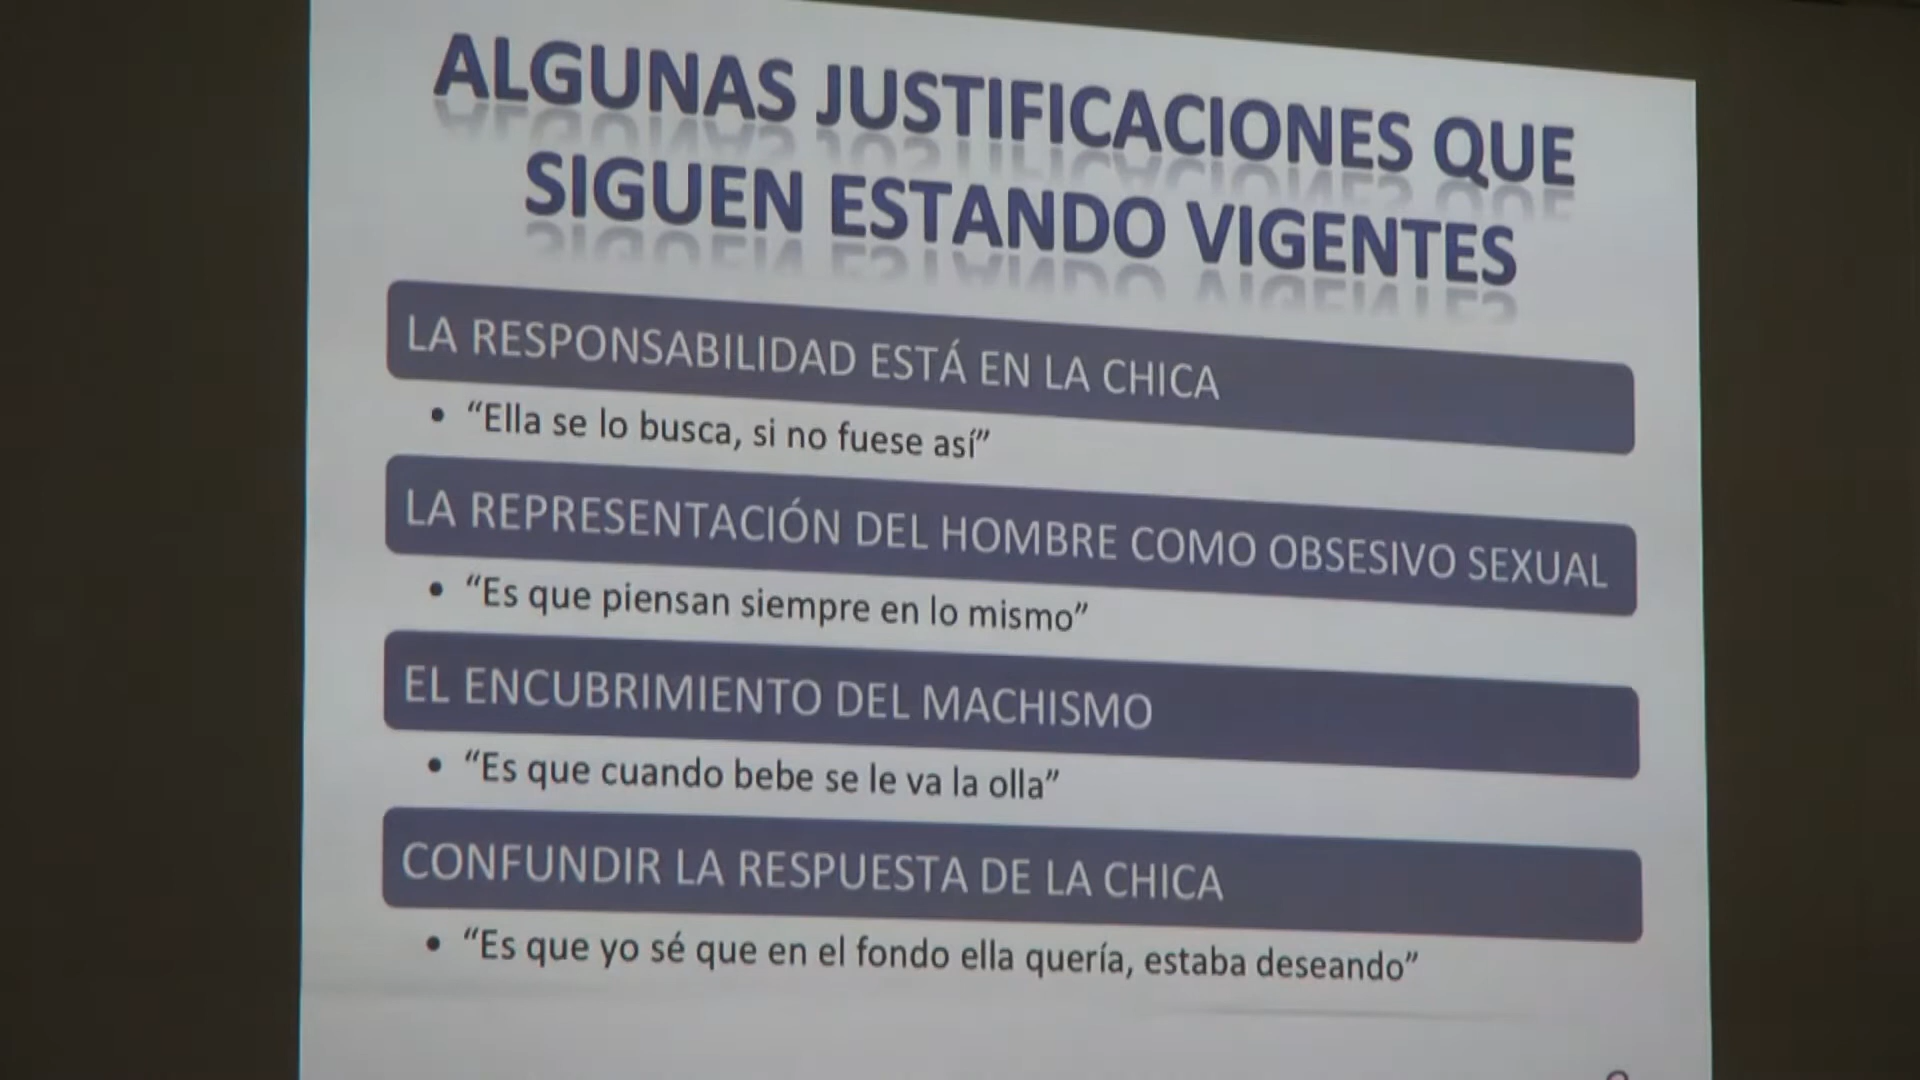 ALGUNAS JUSTIFICACIONES QUE
SIGUEN ESTANDO VIGENTES
LA RESPONSABILIDAD ESTÁ EN LA CHICA
• “Ella se lo busca, si no fuese así”
LA REPRESENTACIÓN DEL HOMBRE COMO OBSESIVO SEXUAL
• “Es que piensan siempre en lo mismo”
EL ENCUBRIMIENTO DEL MACHISMO
• “Es que cuando bebe se le va la olla”
CONFUNDIR LA RESPUESTA DE LA CHICA
• “Es que yo sé que en el fondo ella quería, estaba deseando”